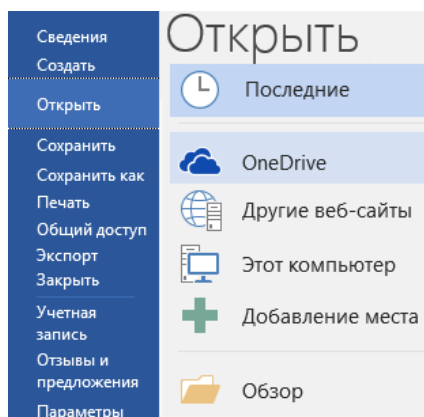 Сведения
Создать
Открыть
Сохранить
Сохранить как
Печать
Общий доступ
Экспорт
Закрыть
Учетная
запись
Отзывы и
предложения
Параметры
Открыть
Последние
OneDrive
Другие веб-сайты
Этот компьютер
Добавление места
Обзор